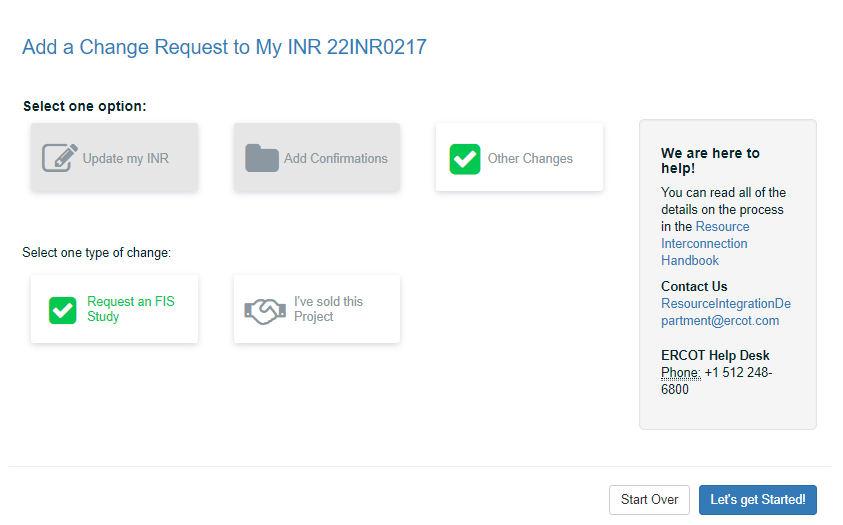 Add a Change Request to My INR 22INR0217
Select one option:
Update my INR
Add Confirmations
Other Changes
Select one type of change:
Request an FIS
Study
I've sold this
Project
We are here to
help!
You can read all of the
details on the process
in the Resource
Interconnection
Handbook
Contact Us
ResourceIntegrationDe
partment@ercot.com
ERCOT Help Desk
Phone: +1 512 248-
6800
Start Over
Let's get Started!